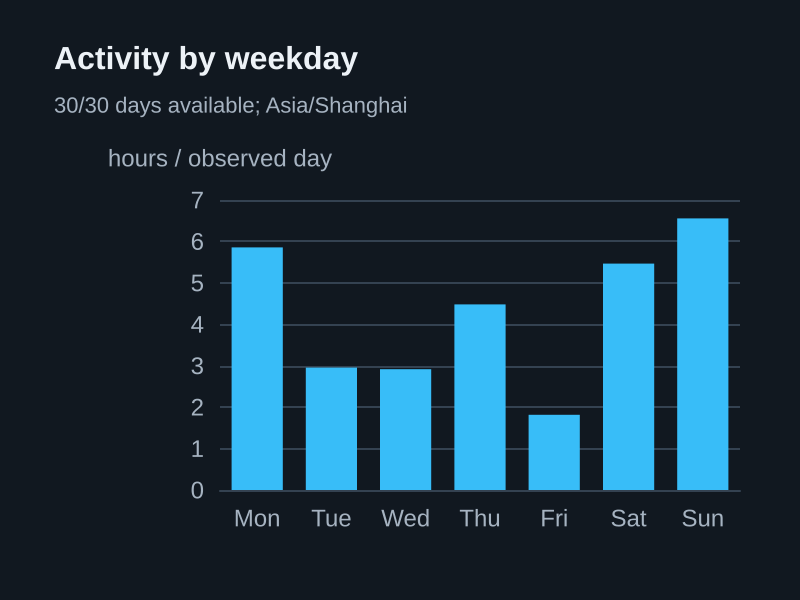 Activity by weekday
30/30 days available; Asia/Shanghai
hours / observed day
7
6
5
4
3
2
1
0
Mon Tue Wed Thu Fri Sat Sun